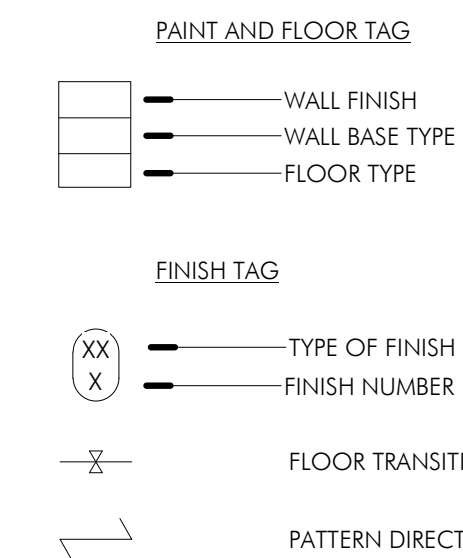 PAINT AND FLOOR TAG
WALL FINISH
WALL BASE TYPE
FLOOR TYPE
FINISH TAG
XX
TYPE OF FINISH
X
FINISH NUMBER
FLOOR TRANSITI
PATTERN DIRECT